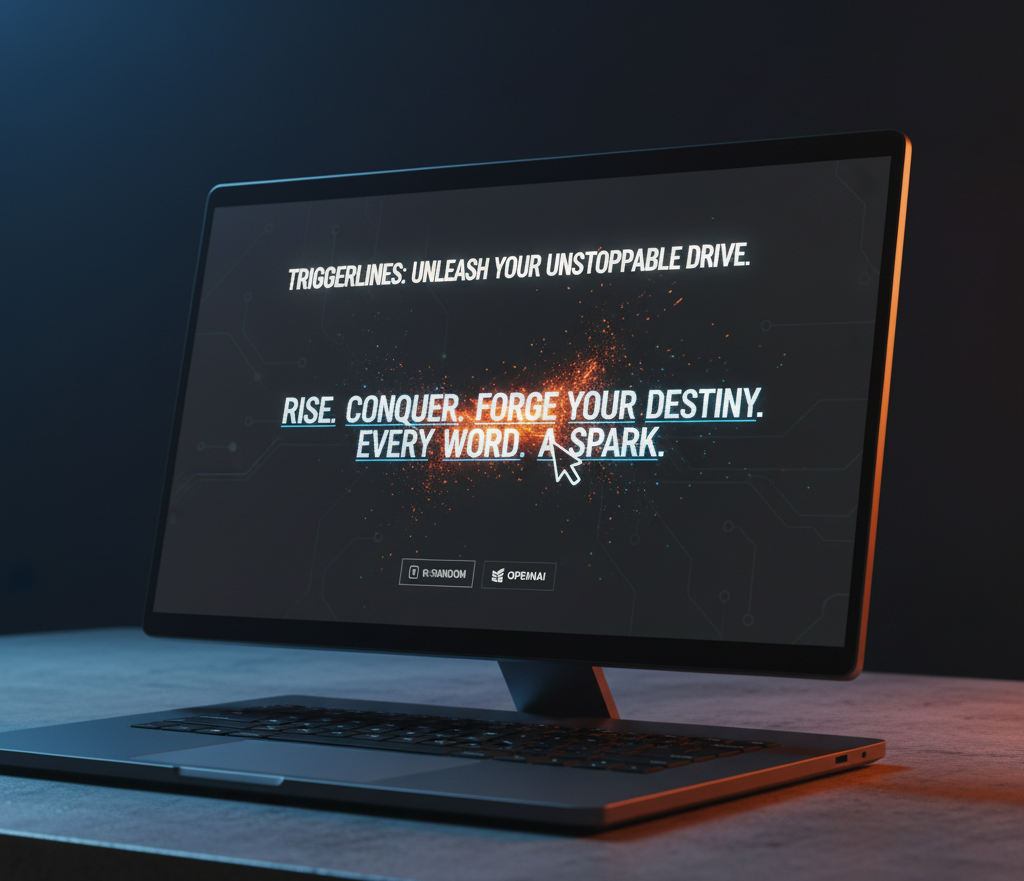 TRIGGERLINES: UNLEASH YOUR UNSTOPPABLE DRIVE.
RISE. CONQUER. FORGE YOUR DESTINY.
EVERY WORD. A SPARK.